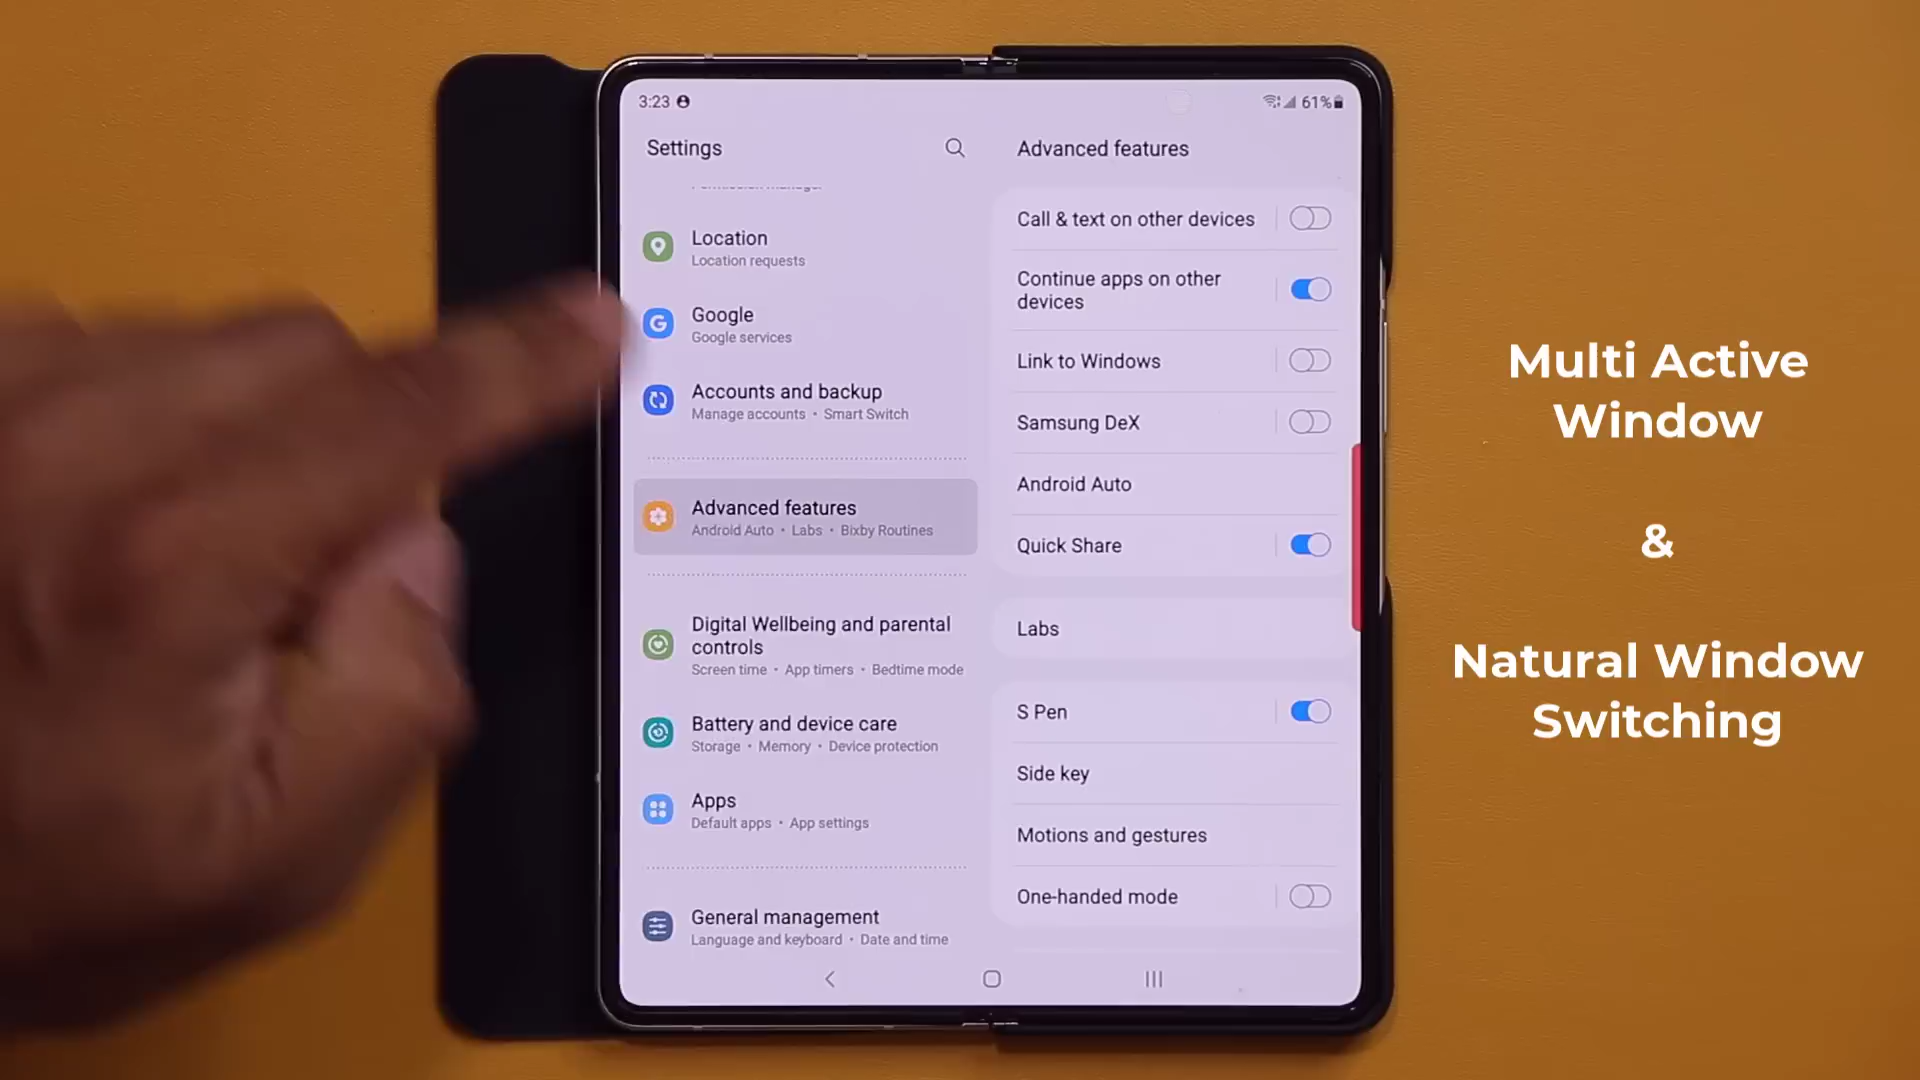 3:23
61%
Settings
Location
Location requests
Google
Google services
Accounts and backup
Manage accounts • Smart Switch
Advanced features
Android Auto • Labs • Bixby Routines
Digital Wellbeing and parental
controls
Screen time • App timers • Bedtime mode
Battery and device care
Storage • Memory • Device protection
Apps
Default apps • App settings
General management
Language and keyboard • Date and time
Advanced features
Call & text on other devices
Continue apps on other
devices
Link to Windows
Samsung DeX
Android Auto
Quick Share
Labs
S Pen
Side key
Motions and gestures
One-handed mode
Multi Active
Window
&
Natural Window
Switching